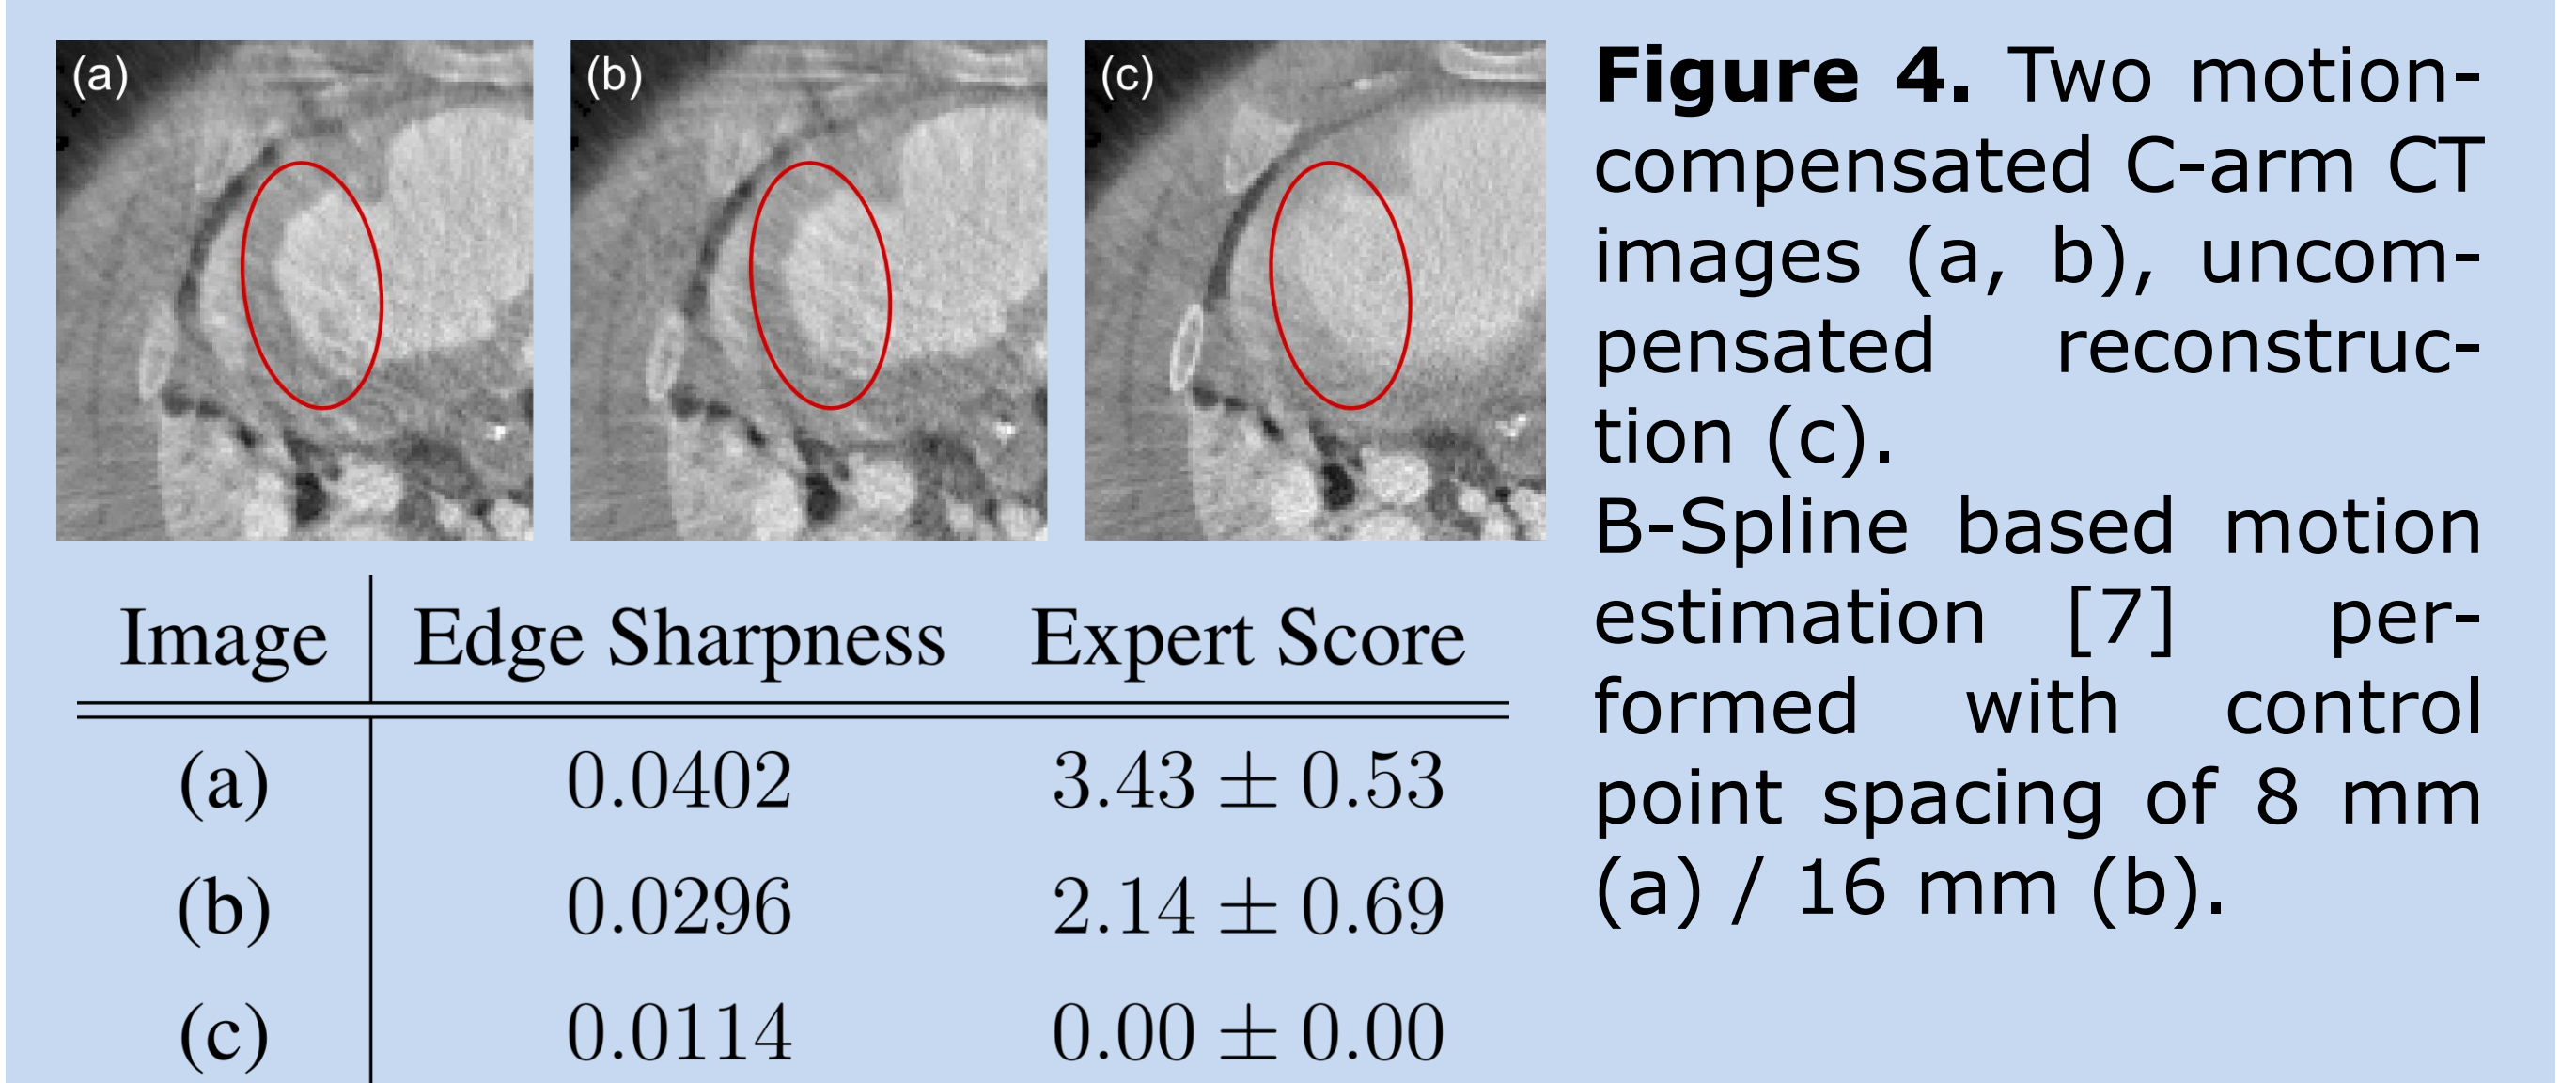 (a)
(b)
(c)
Figure 4. Two motion-
compensated C-arm CT
images (a, b), uncom-
pensated reconstruc-
tion (c).
B-Spline based motion
estimation [7] per-
formed with control
point spacing of 8 mm
(a) / 16 mm (b).
Image Edge Sharpness Expert Score
(a) 0.0402 3.43 ± 0.53
(b) 0.0296 2.14 ± 0.69
(c) 0.0114 0.00 ± 0.00